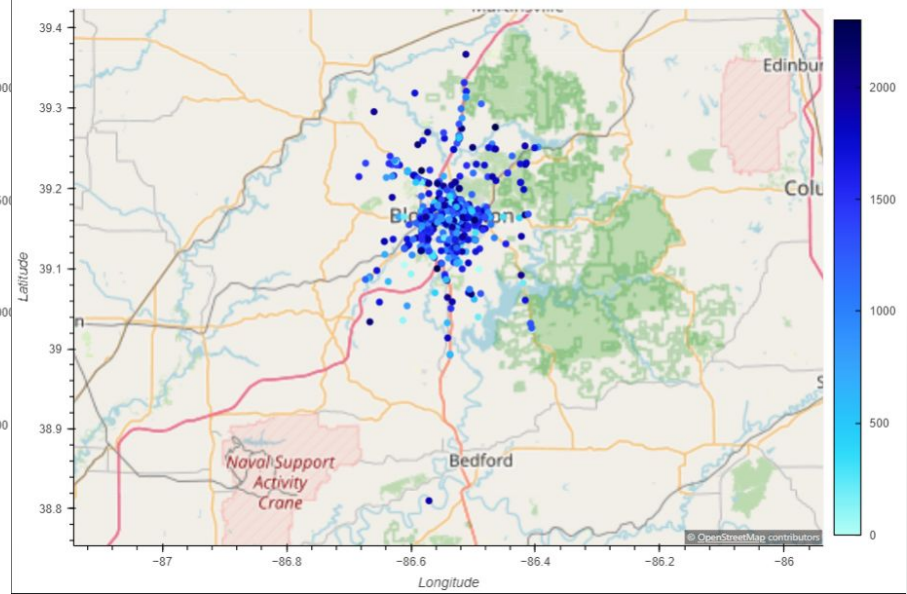 Martinsville
39.4
39.3
39.2
39.1
39
38.9
38.8
Latitude
Edinbur
Colu
Bloomington
n
Naval Support
Activity
Crane
Bedford
S
© OpenStreetMap contributors
−87
−86.8
−86.6
−86.4
−86.2
−86
Longitude
2000
1500
1000
500
0